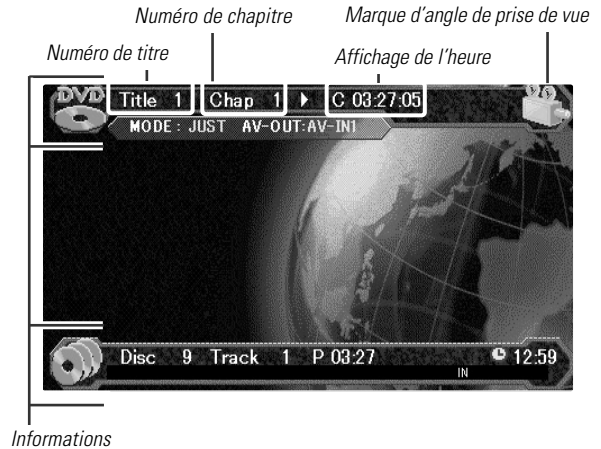 Numéro de chapitre
Marque d'angle de prise de vue
Numéro de titre
Affichage de l'heure
DVD Title 1 Chap 1 C 03:27:05
MODE : JUST AV-OUT:AV-IN1
Disc 9 Track 1 P 03:27 12:59
IN
Informations